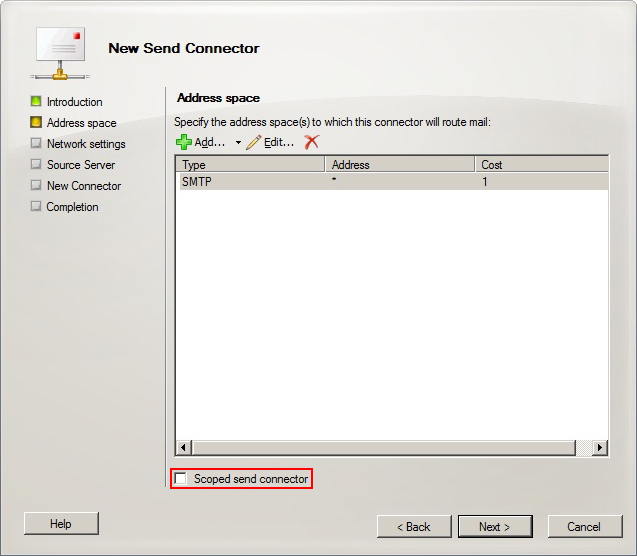 New Send Connector
Introduction
Address space
Network settings
Source Server
New Connector
Completion
Address space
Specify the address space(s) to which this connector will route mail:
Add... Edit...
Type Address Cost
SMTP * 1
Scoped send connector
Help < Back Next > Cancel